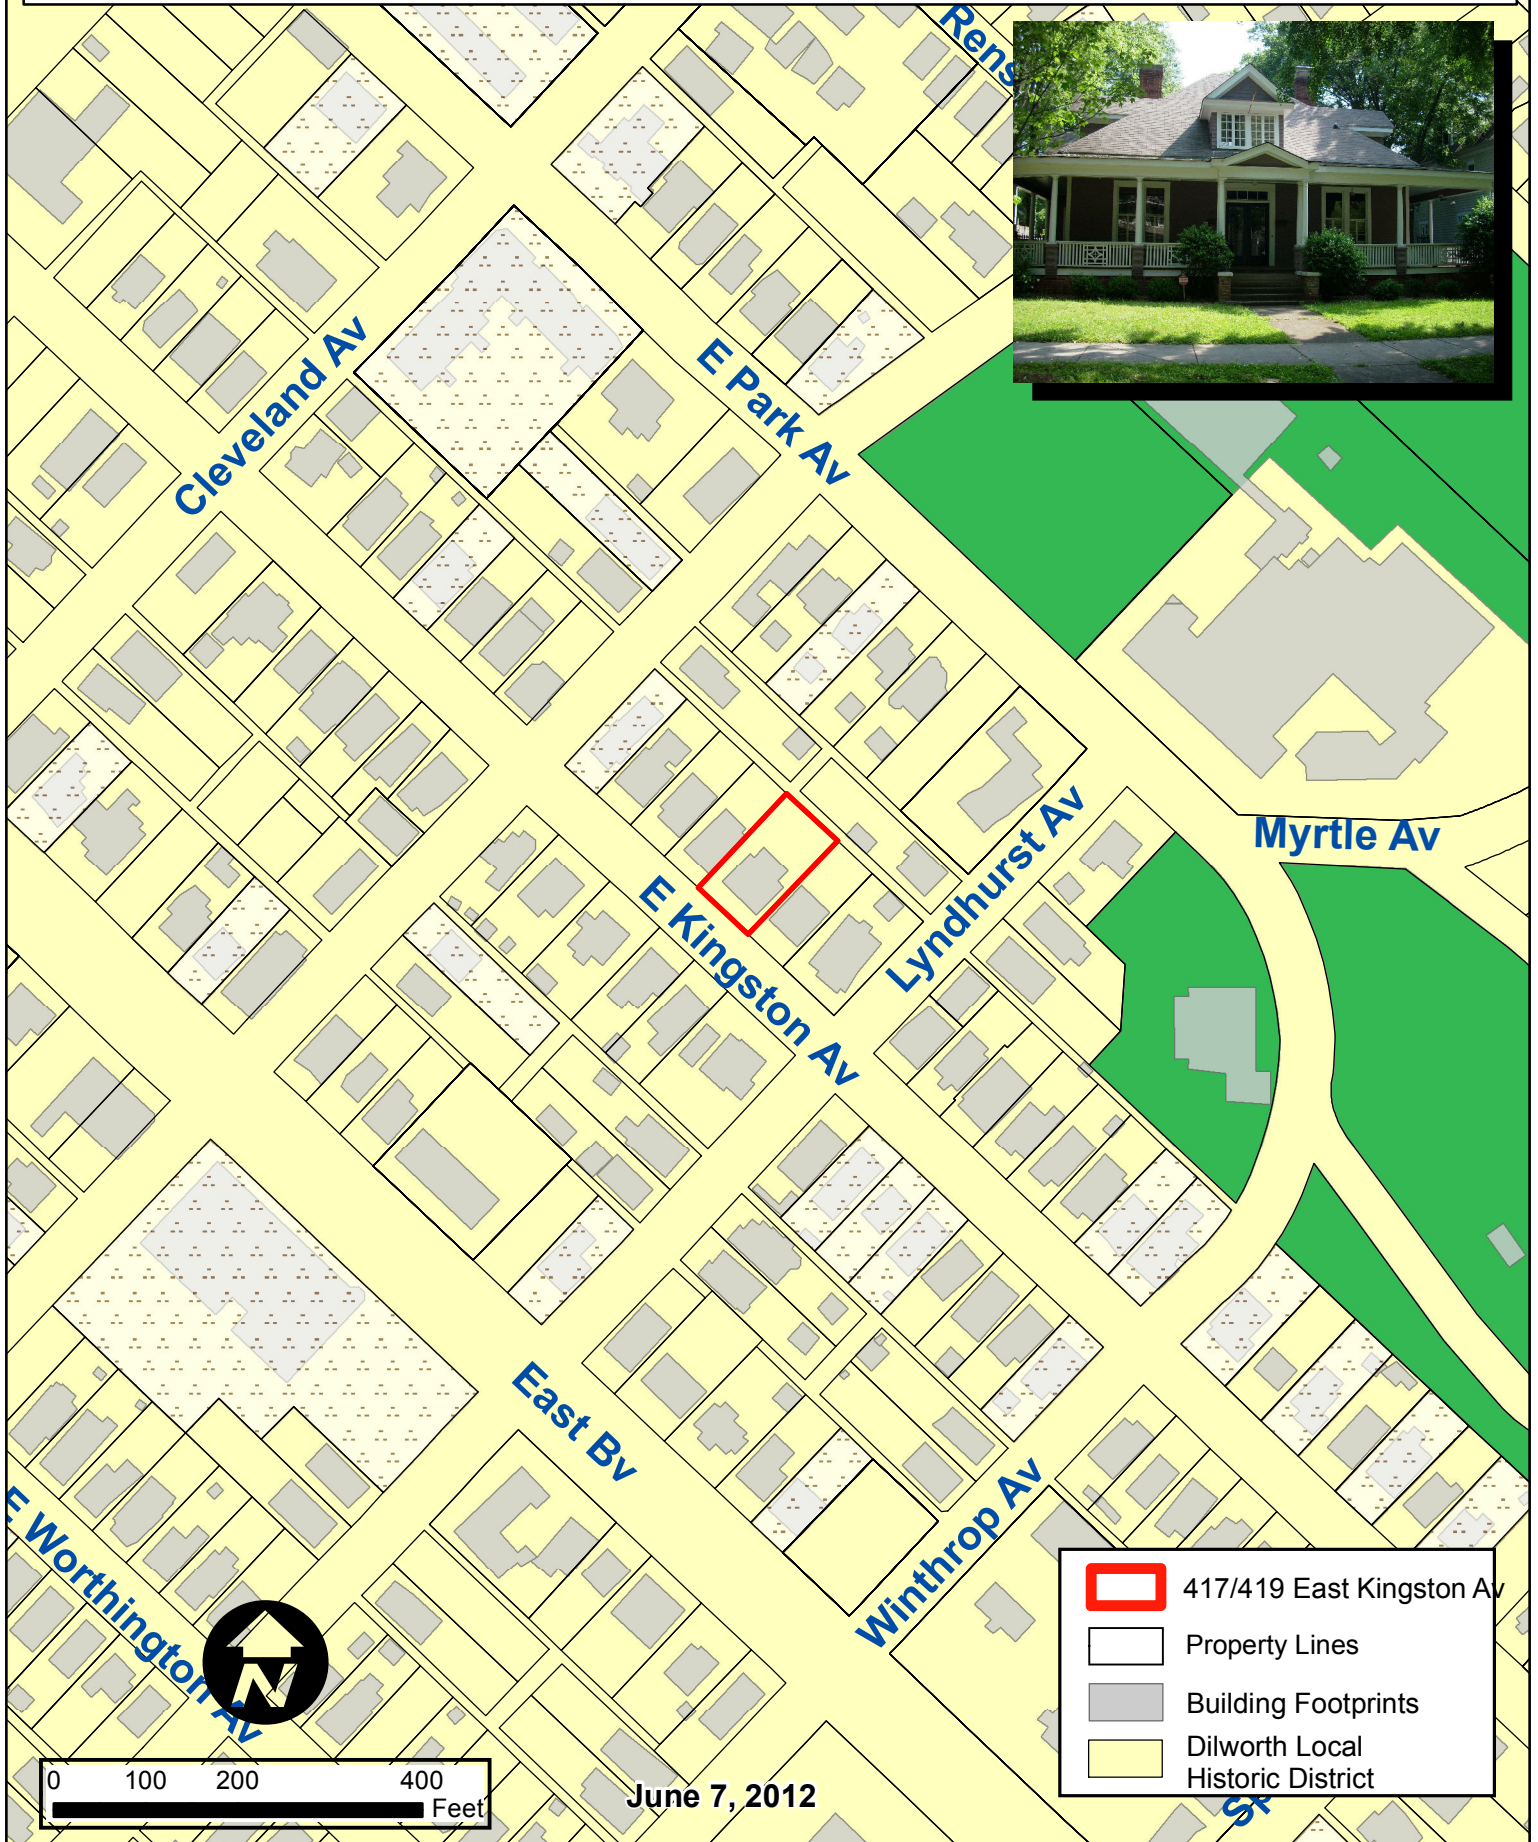 Rens
Cleveland Av
E Park Av
Myrtle Av
Lyndhurst Av
E Kingston Av
East Bv
Winthrop Av
E Worthington Av
N
417/419 East Kingston Av
Property Lines
Building Footprints
Dilworth Local
Historic District
Sp
0 100 200 400
Feet
June 7, 2012